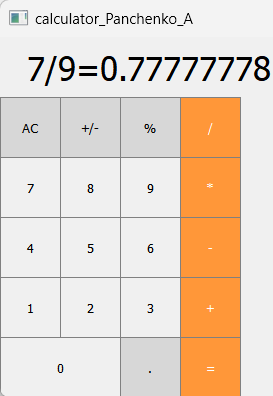 calculator_Panchenko_A
7/9=0.77777778
AC +/- % /
7 8 9 *
4 5 6 -
1 2 3 +
0 . =